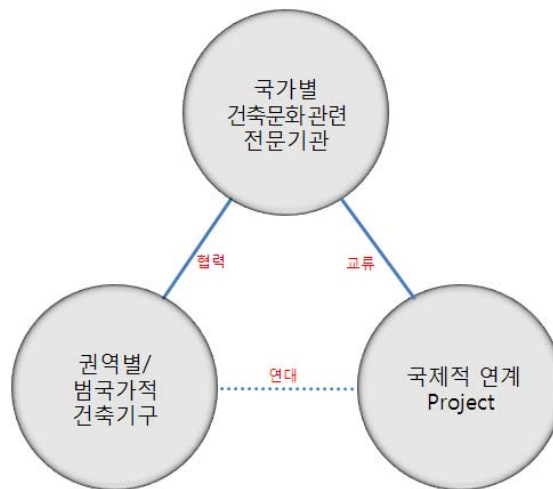 국가별
건축문화관련
전문기관
협력
교류
권역별/
범국가적
건축기구
연대
국제적 연계
Project